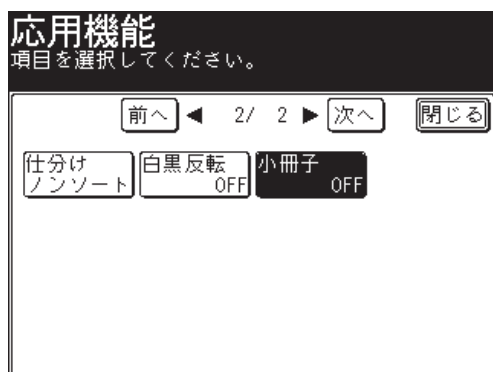 応用機能
項目を選択してください。
前へ ◀ 2/ 2 ▶ 次へ 閉じる
仕分け 白黒反転 小冊子
ノンソート OFF OFF